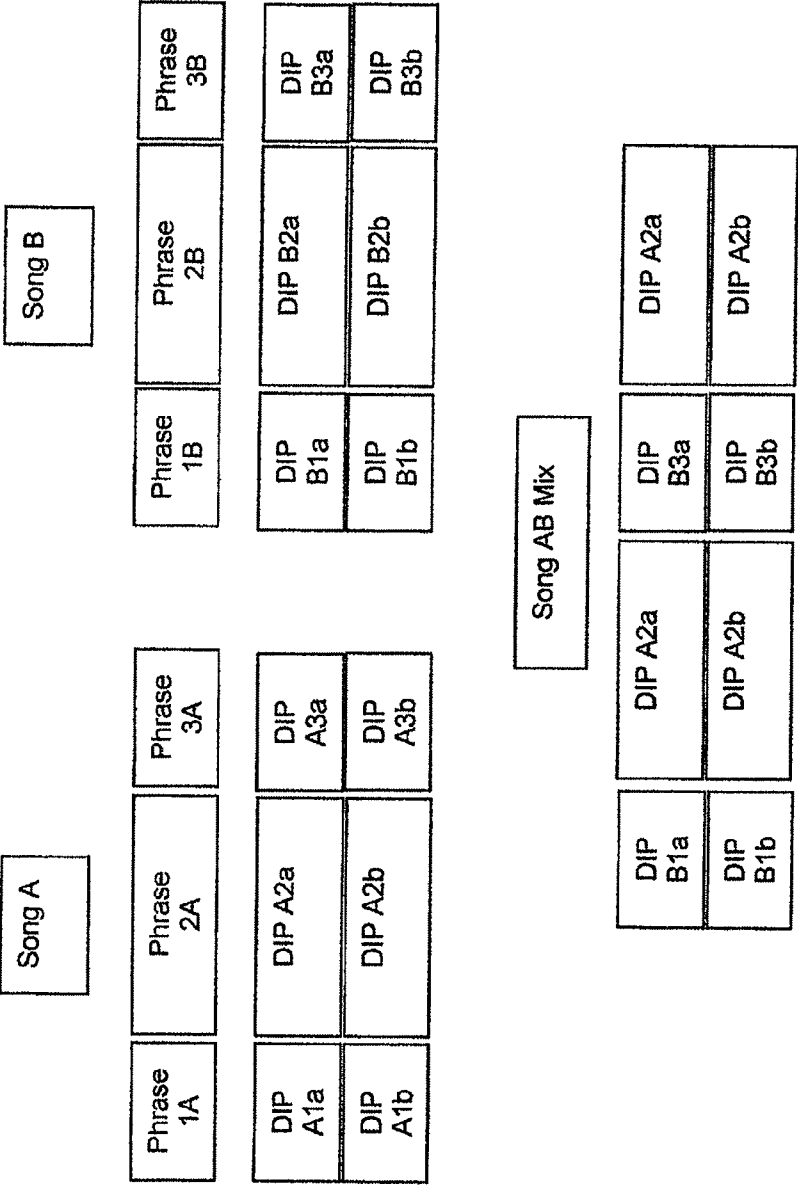 Song A
Song B
Phrase
1A
Phrase
2A
Phrase
3A
Phrase
1B
Phrase
2B
Phrase
3B
DIP
A1a
DIP A2a
DIP
A3a
DIP
B1a
DIP B2a
DIP
B3a
DIP
A1b
DIP A2b
DIP
A3b
DIP
B1b
DIP B2b
DIP
B3b
Song AB Mix
DIP
B1a
DIP A2a
DIP
B3a
DIP A2a
DIP
B1b
DIP A2b
DIP
B3b
DIP A2b